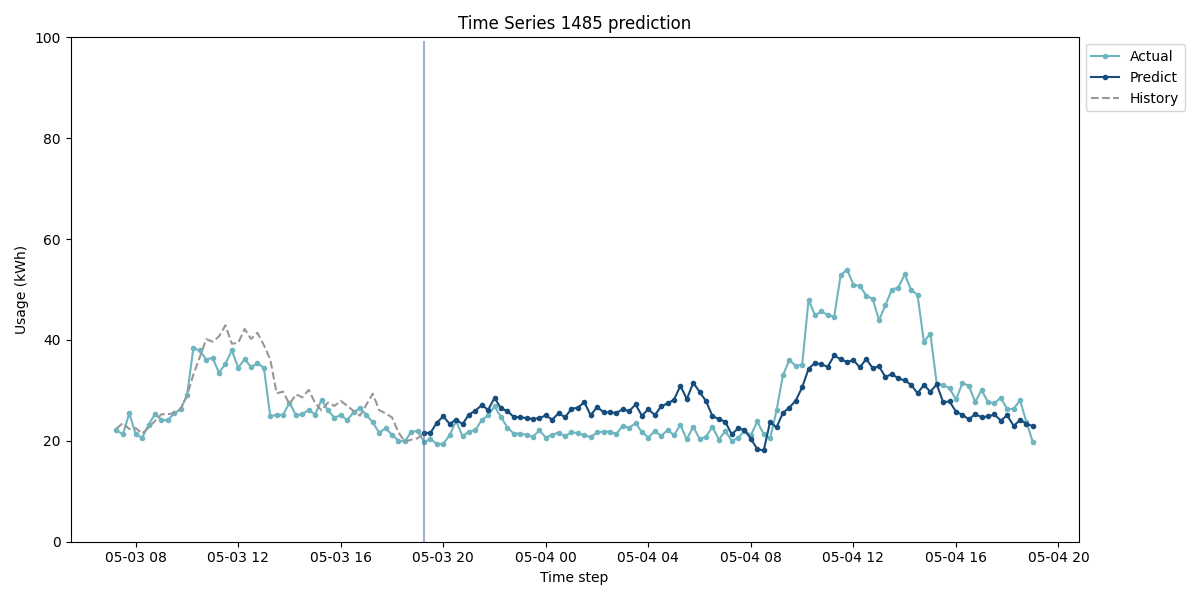 Time Series 1485 prediction
100
80
60
40
20
0
Usage (kWh)
05-03 08
05-03 12
05-03 16
05-03 20
05-04 00
05-04 04
05-04 08
05-04 12
05-04 16
05-04 20
Time step
Actual
Predict
History